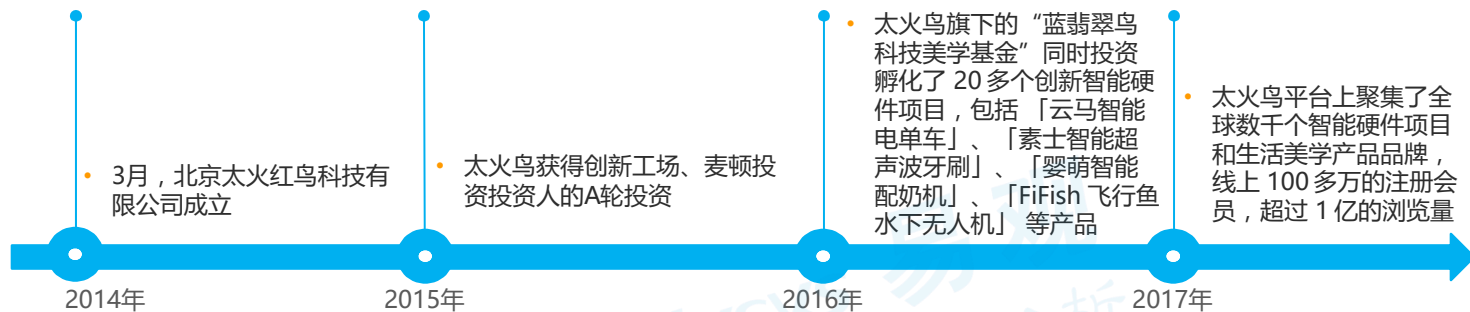 3月，北京太火红鸟科技有
限公司成立
太火鸟获得创新工场、麦顿投
资投资人的A轮投资
太火鸟旗下的“蓝翡翠鸟
科技美学基金”同时投资
孵化了 20 多个创新智能硬
件项目，包括 「云马智能
电单车」、「素士智能超
声波牙刷」、「婴萌智能
配奶机」、「FiFish 飞行鱼
水下无人机」 等产品
太火鸟平台上聚集了全
球数千个智能硬件项目
和生活美学产品品牌，
线上 100 多万的注册会
员，超过 1 亿的浏览量
2014年
2015年
2016年
2017年
易观